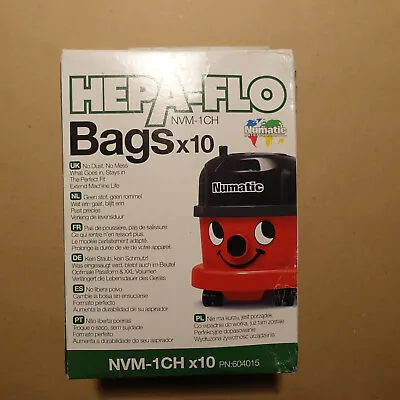 HEPA-FLO
NVM-1CH
Bags x10
Numatic
UK No Dust, No Mess
What Goes In, Stays in
The Perfect Fit
Extend Machine Life
NL Geen stof, geen rommel
Wat erin gaat, blijft erin
Past precies
Verleng de levensduur
FR Pas de poussière, pas de salissure.
Ce qui rentre n'en ressort plus.
Le modèle parfaitement adapté.
Prolonge la durée de vie de votre appareil.
DE Kein Staub, kein Schmutz!
Was eingesaugt wird, bleibt auch im Beutel
Optimale Passform & XXL Volumen
Verlängert die Lebensdauer des Gerätes
ES No libera polvo
Cambie la bolsa sin ensuciarse
Formato perfecto
Aumenta la durabilidad de su aspirador
PT Não liberta poeiras
Troque o saco, sem sujidade
Formato perfeito
Aumenta a durabilidade do seu aspirador
Numatic
PL Nie ma kurzu, jest porządek
Co wpadnie do worka, już tam zostaje
Perfekcyjne dopasowanie
Wydłużona żywotność urządzenia
NVM-1CH x10 PN:604015